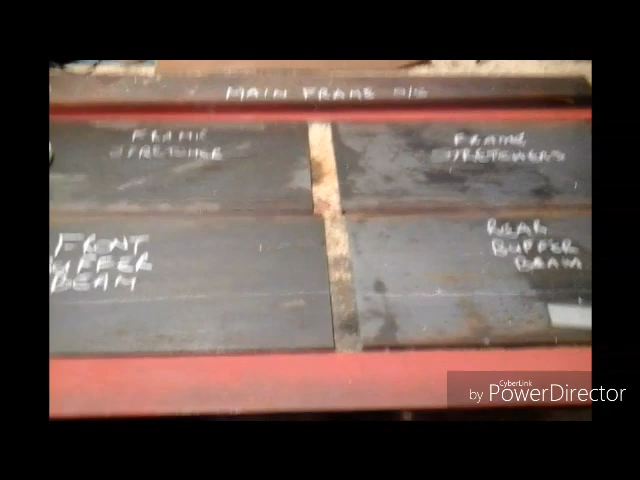 MAIN FRAME O/S
FRAME
STRETCHER
FRAME
STRETCHERS
FRONT
BUFFER
BEAM
REAR
BUFFER
BEAM
CyberLink
by PowerDirector